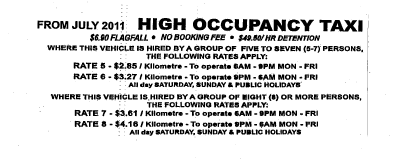 FROM JULY 2011 HIGH OCCUPANCY TAXI
$6.90 FLAGFALL • NO BOOKING FEE • $49.50/ HR DETENTION
WHERE THIS VEHICLE IS HIRED BY A GROUP OF FIVE TO SEVEN (5-7) PERSONS,
THE FOLLOWING RATES APPLY:
RATE 5 - $2.85 / Kilometre - To operate 6AM - 9PM MON - FRI
RATE 6 - $3.27 / Kilometre - To operate 9PM - 6AM MON - FRI
All day SATURDAY, SUNDAY & PUBLIC HOLIDAYS
WHERE THIS VEHICLE IS HIRED BY A GROUP OF EIGHT (8) OR MORE PERSONS,
THE FOLLOWING RATES APPLY:
RATE 7 - $3.61 / Kilometre - To operate 6AM - 9PM MON - FRI
RATE 8 - $4.16 / Kilometre - To operate 9PM - 6AM MON - FRI
All day SATURDAY, SUNDAY & PUBLIC HOLIDAYS